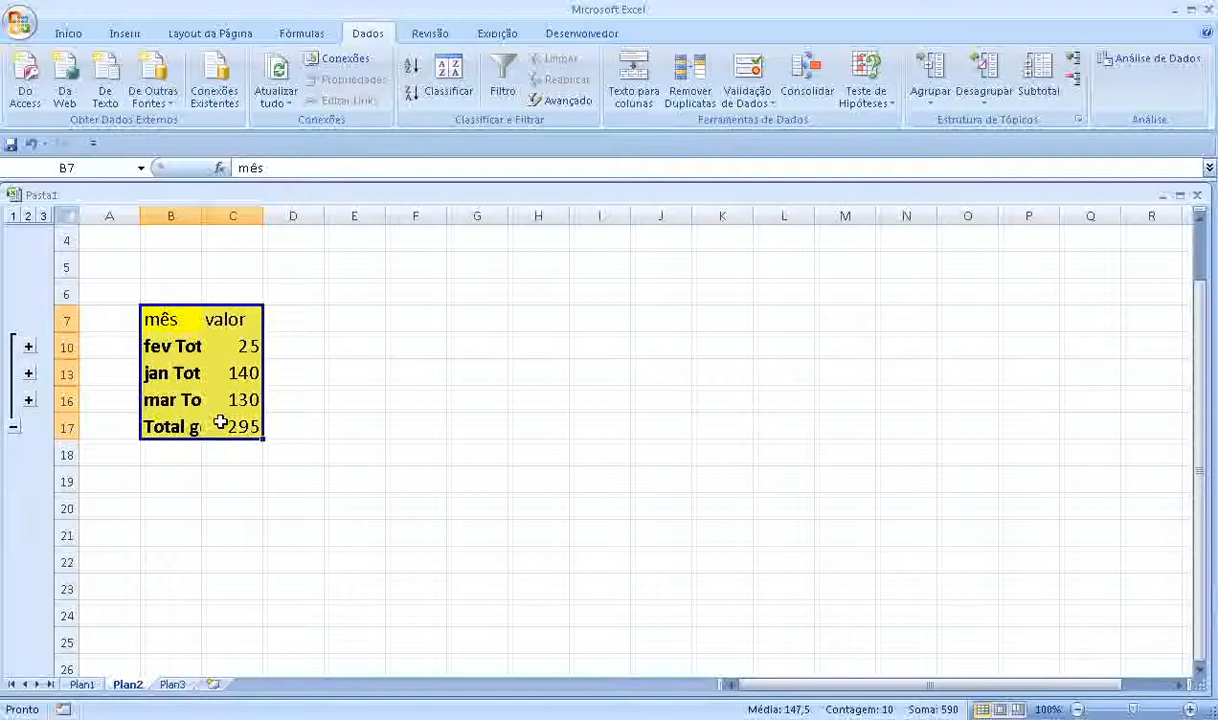 Microsoft Excel
Início Inserir Layout da Página Fórmulas Dados Revisão Exibição Desenvolvedor
Do Access
Da Web
De Texto
De Outras Fontes
Conexões Existentes
Obter Dados Externos
Atualizar tudo
Conexões
Propriedades
Editar Links
Conexões
Classificar
Filtro
Limpar
Reaplicar
Avançado
Classificar e Filtrar
Texto para colunas
Remover Duplicatas
Validação de Dados
Consolidar
Teste de Hipóteses
Ferramentas de Dados
Agrupar
Desagrupar
Subtotal
Estrutura de Tópicos
Análise de Dados
Análise
B7 fx mês
Pasta1
1 2 3 A B C D E F G H I J K L M N O P Q R
4
5
6
7 mês valor
10 fev Tot 25
13 jan Tot 140
16 mar To 130
17 Total g 295
18
19
20
21
22
23
24
25
26
Plan1 Plan2 Plan3
Pronto Média: 147,5 Contagem: 10 Soma: 590 100%